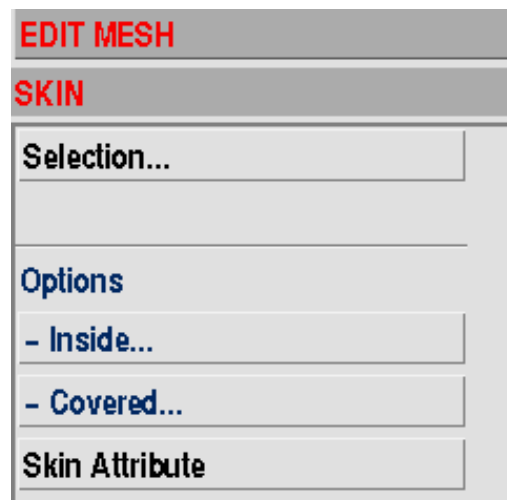 EDIT MESH
SKIN
Selection...
Options
- Inside...
- Covered...
Skin Attribute